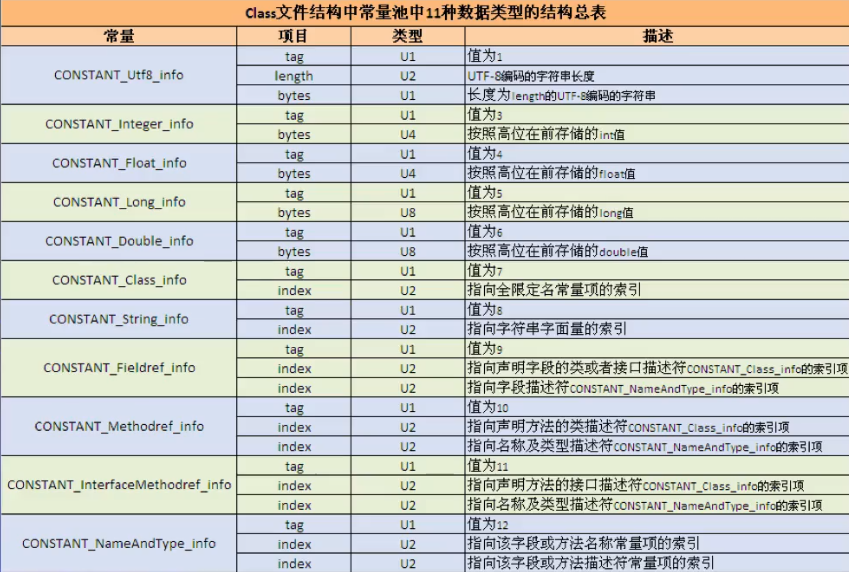 Class文件结构中常量池中11种数据类型的结构总表
常量 项目 类型 描述
CONSTANT_Utf8_info tag U1 值为1
length U2 UTF-8编码的字符串长度
bytes U1 长度为length的UTF-8编码的字符串
CONSTANT_Integer_info tag U1 值为3
bytes U4 按照高位在前存储的int值
CONSTANT_Float_info tag U1 值为4
bytes U4 按照高位在前存储的float值
CONSTANT_Long_info tag U1 值为5
bytes U8 按照高位在前存储的long值
CONSTANT_Double_info tag U1 值为6
bytes U8 按照高位在前存储的double值
CONSTANT_Class_info tag U1 值为7
index U2 指向全限定名常量项的索引
CONSTANT_String_info tag U1 值为8
index U2 指向字符串字面量的索引
CONSTANT_Fieldref_info tag U1 值为9
index U2 指向声明字段的类或者接口描述符CONSTANT_Class_info的索引项
index U2 指向字段描述符CONSTANT_NameAndType_info的索引项
CONSTANT_Methodref_info tag U1 值为10
index U2 指向声明方法的类描述符CONSTANT_Class_info的索引项
index U2 指向名称及类型描述符CONSTANT_NameAndType_info的索引项
CONSTANT_InterfaceMethodref_info tag U1 值为11
index U2 指向声明方法的接口描述符CONSTANT_Class_info的索引项
index U2 指向名称及类型描述符CONSTANT_NameAndType_info的索引项
CONSTANT_NameAndType_info tag U1 值为12
index U2 指向该字段或方法名称常量项的索引
index U2 指向该字段或方法描述符常量项的索引